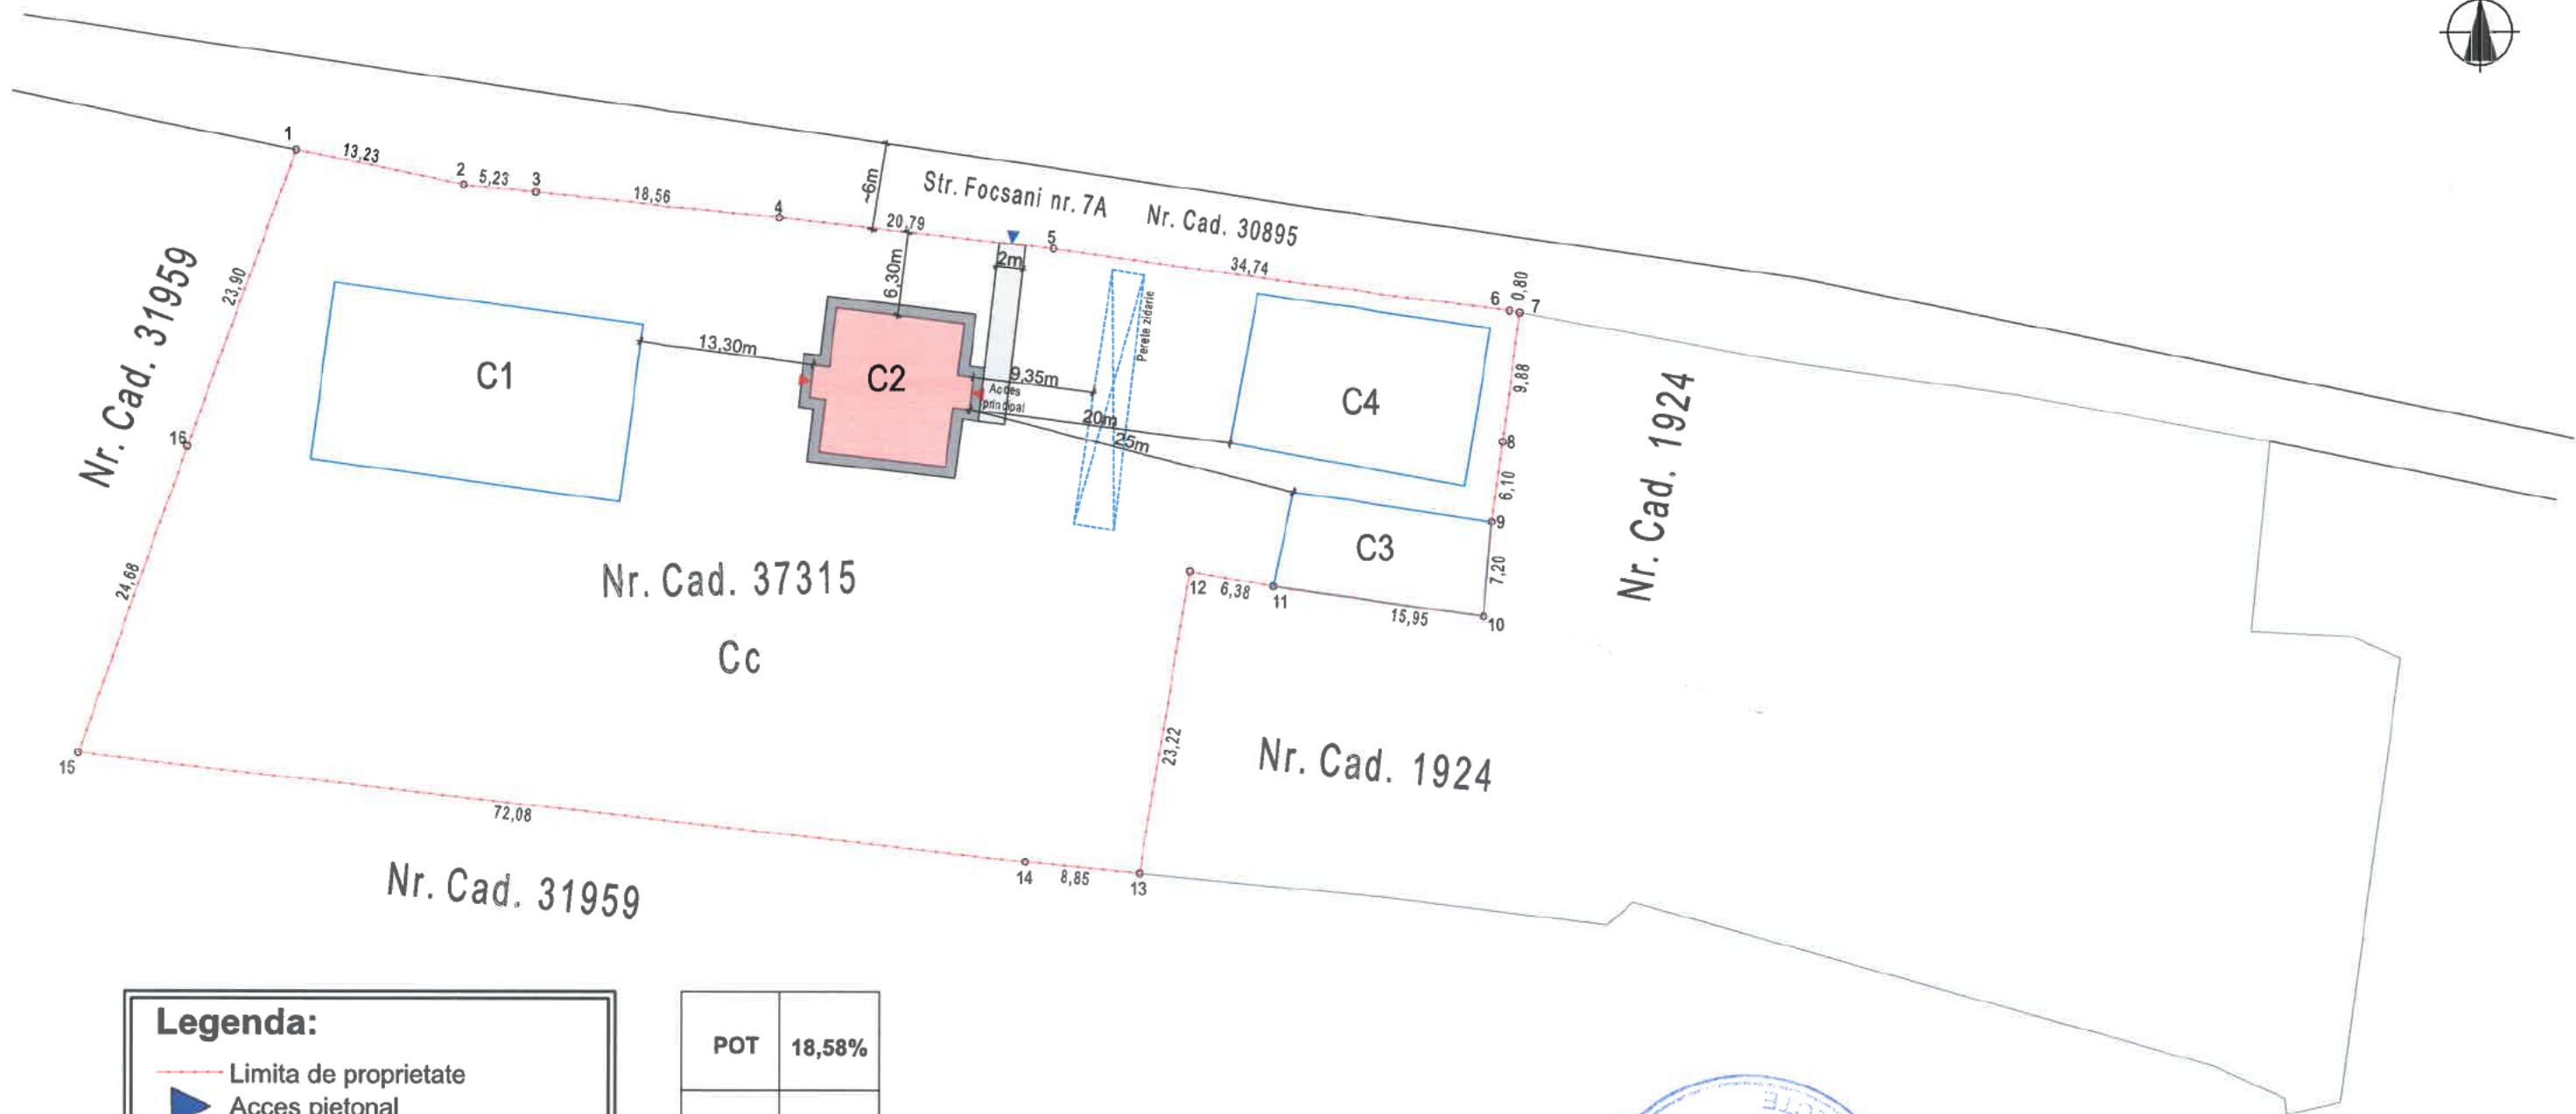 1
13,23
2
5,23
3
18,56
4
20,79
~6m
Str. Focsani nr. 7A
Nr. Cad. 30895
5
34,74
6
0,80
7
2m
6,30m
Perete zidarie
Nr. Cad. 31959
23,90
C1
13,30m
C2
9,35m
Acces
principal
20m
25m
C4
9,88
8
6,10
9
Nr. Cad. 1924
16
24,68
Nr. Cad. 37315
Cc
C3
7,20
12
6,38
11
15,95
10
23,22
Nr. Cad. 1924
15
72,08
14
8,85
13
Nr. Cad. 31959
Legenda:
Limita de proprietate
Acces pietonal
POT
18,58%